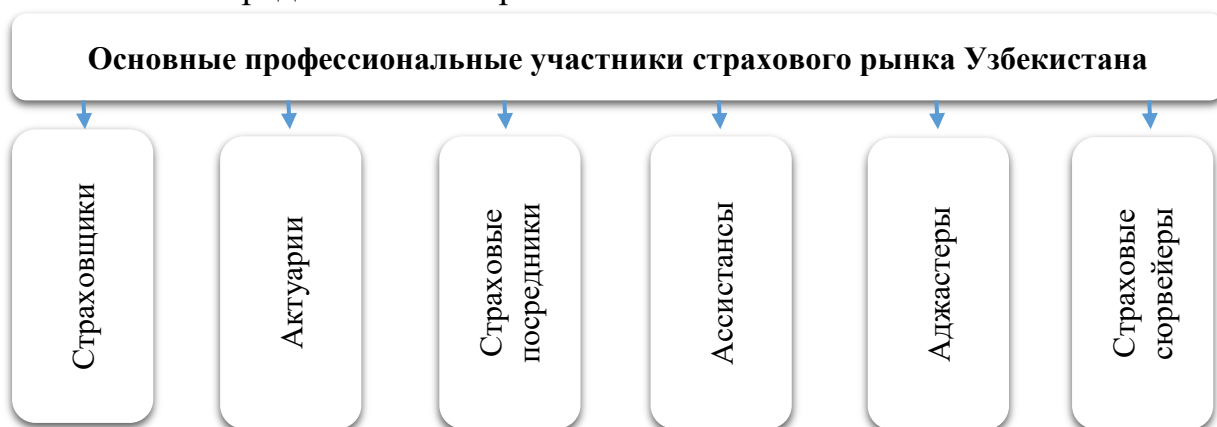 Основные профессиональные участники страхового рынка Узбекистана
Страховщики
Актуарии
Страховые
посредники
Ассистансы
Аджастеры
Страховые
сюрвейеры